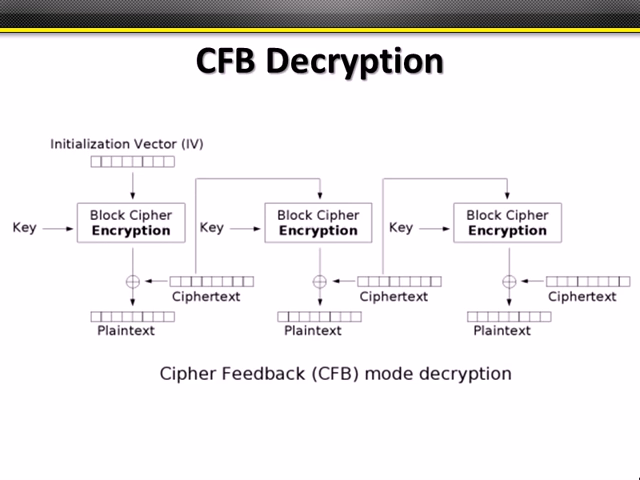 CFB Decryption
Initialization Vector (IV)
Key
Block Cipher
Encryption
Key
Block Cipher
Encryption
Key
Block Cipher
Encryption
Ciphertext
Ciphertext
Ciphertext
Plaintext
Plaintext
Plaintext
Cipher Feedback (CFB) mode decryption